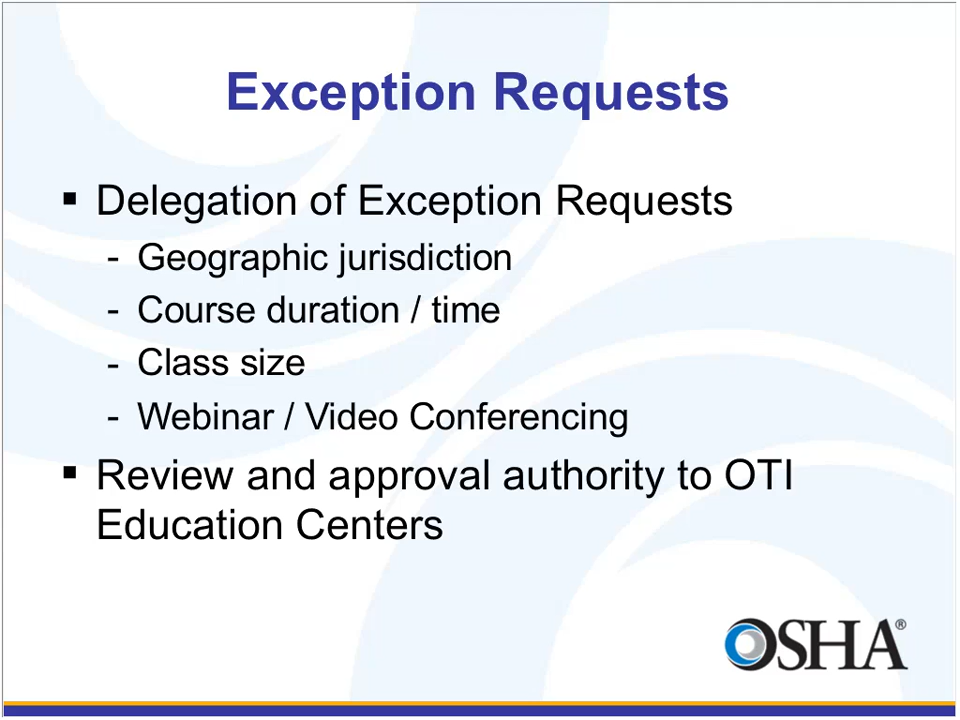 Exception Requests
▪ Delegation of Exception Requests
- Geographic jurisdiction
- Course duration / time
- Class size
- Webinar / Video Conferencing
▪ Review and approval authority to OTI
Education Centers
OSHA®